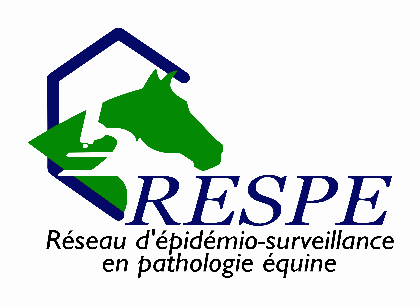 RESPE
Réseau d'épidémio-surveillance
en pathologie équine